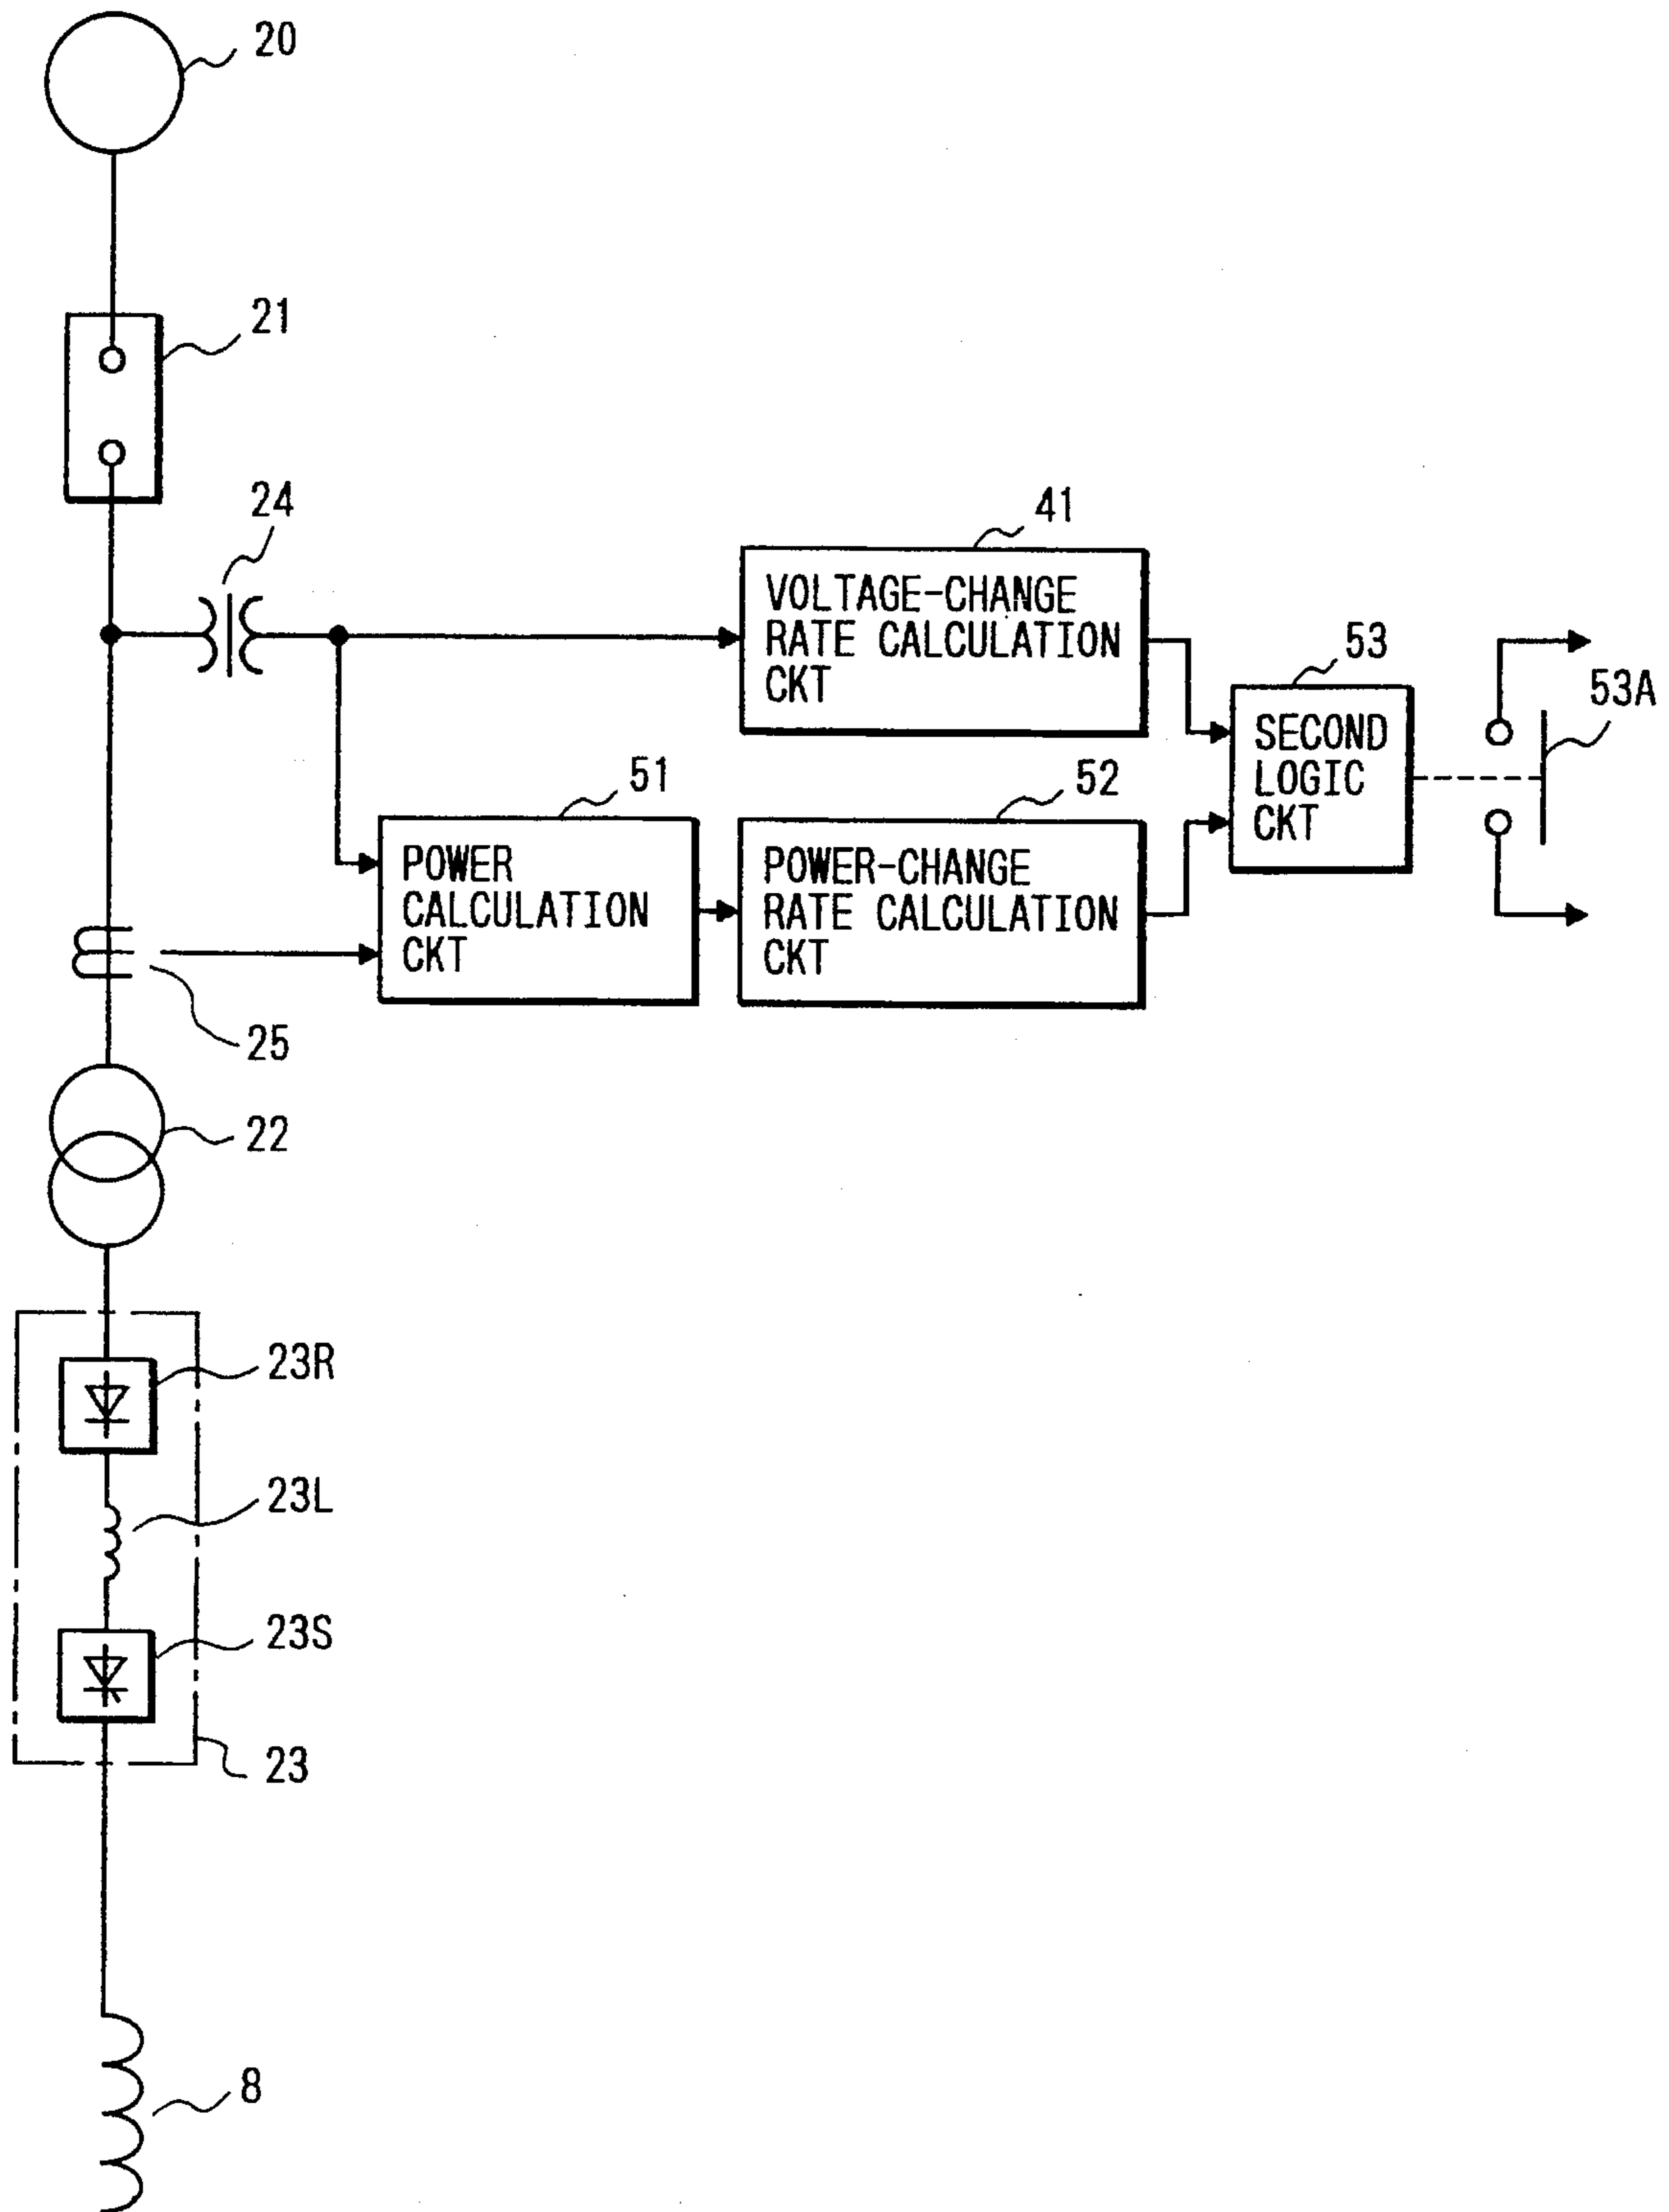 20
21
24
41
VOLTAGE-CHANGE
RATE CALCULATION
CKT
53
53A
SECOND
LOGIC
CKT
51
52
POWER
CALCULATION
CKT
POWER-CHANGE
RATE CALCULATION
CKT
25
22
23R
23L
23S
23
8